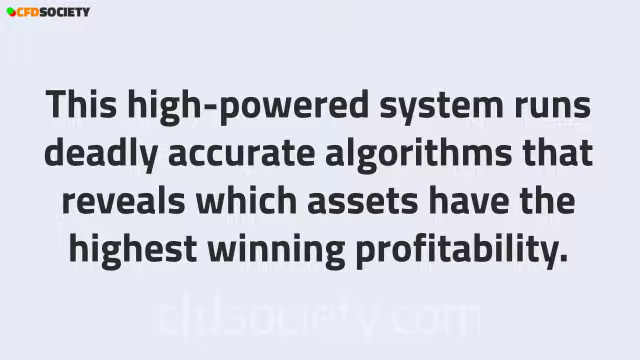 CFDSOCIETY
This high-powered system runs
deadly accurate algorithms that
reveals which assets have the
highest winning profitability.
cfdsociety.com